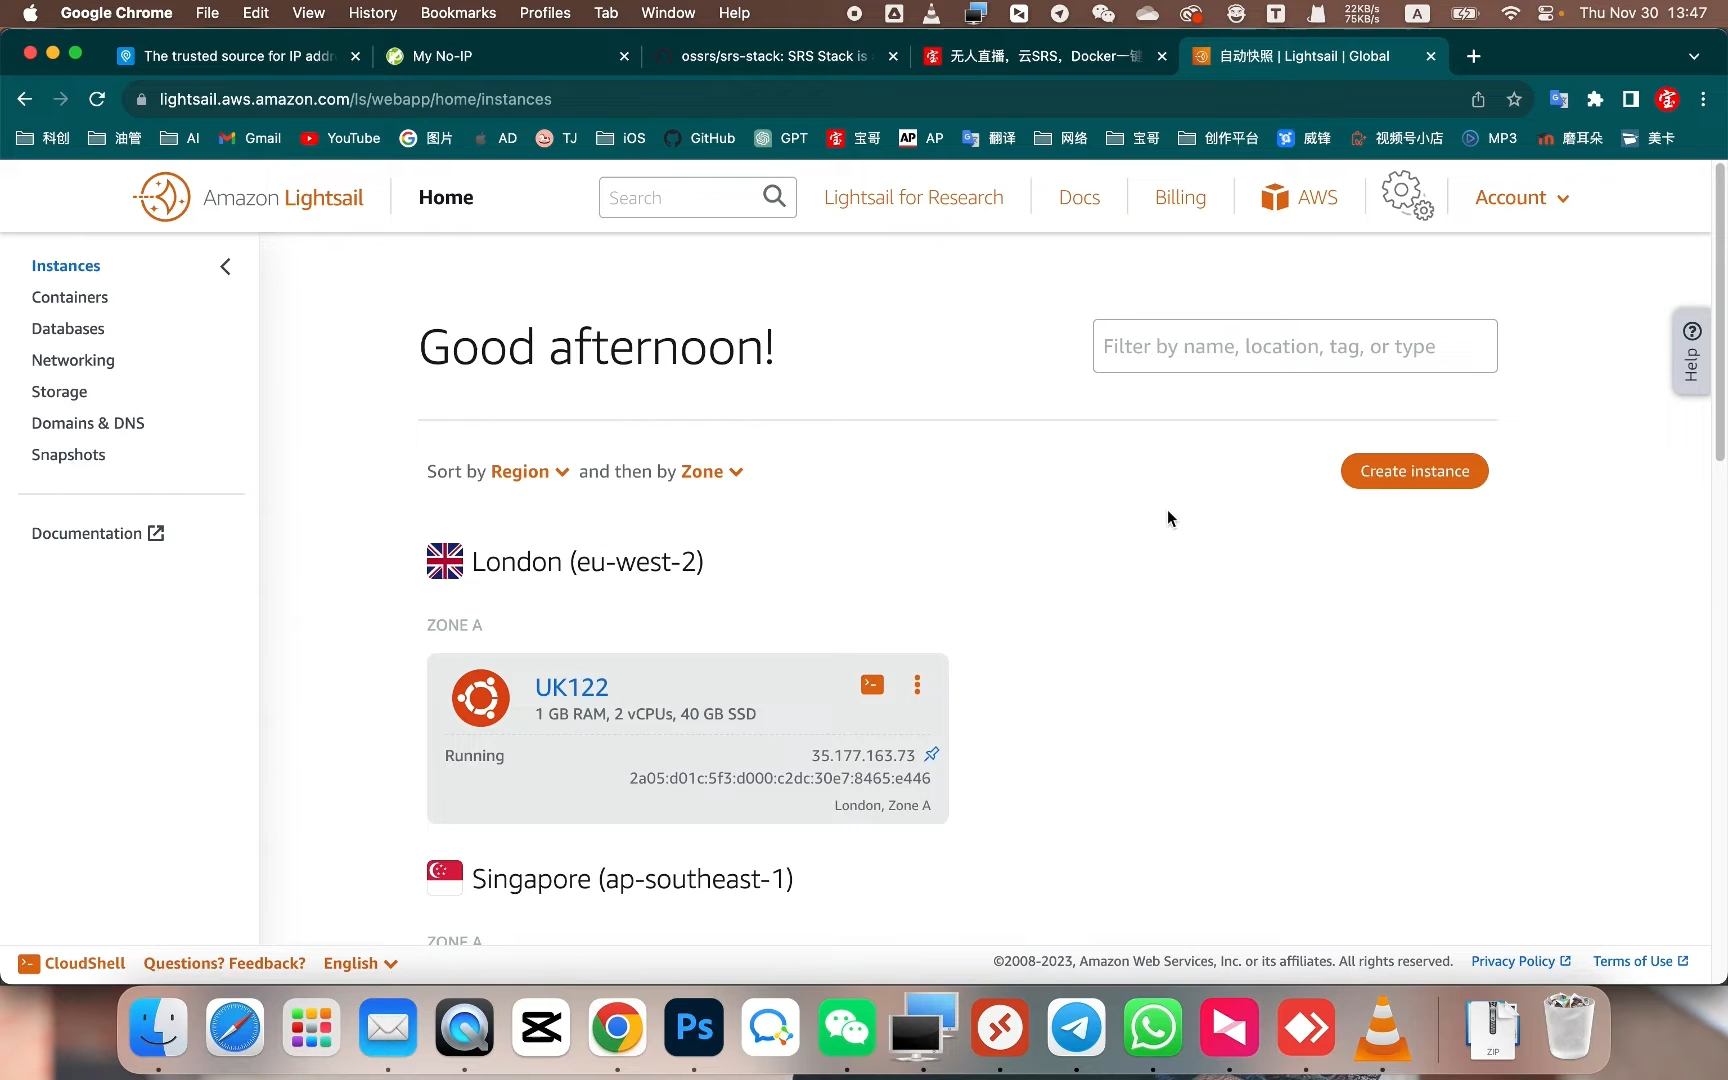 Google Chrome File Edit View History Bookmarks Profiles Tab Window Help 22KB/s 75KB/s A Thu Nov 30 13:47
The trusted source for IP addr My No-IP ossrs/srs-stack: SRS Stack is 无人直播，云SRS，Docker一键 自动快照 | Lightsail | Global
lightsail.aws.amazon.com/ls/webapp/home/instances
科创 油管 AI Gmail YouTube 图片 AD TJ iOS GitHub GPT 宝哥 AP AP 翻译 网络 宝哥 创作平台 威锋 视频号小店 MP3 磨耳朵 美卡
Amazon Lightsail Home Search Lightsail for Research Docs Billing AWS Account
Instances
Containers
Databases
Networking
Storage
Domains & DNS
Snapshots
Documentation
Good afternoon!
Filter by name, location, tag, or type
Help
Sort by Region and then by Zone
Create instance
London (eu-west-2)
ZONE A
UK122
1 GB RAM, 2 vCPUs, 40 GB SSD
Running 35.177.163.73
2a05:d01c:5f3:d000:c2dc:30e7:8465:e446
London, Zone A
Singapore (ap-southeast-1)
ZONE A
CloudShell Questions? Feedback? English ©2008-2023, Amazon Web Services, Inc. or its affiliates. All rights reserved. Privacy Policy Terms of Use
Ps
ZIP